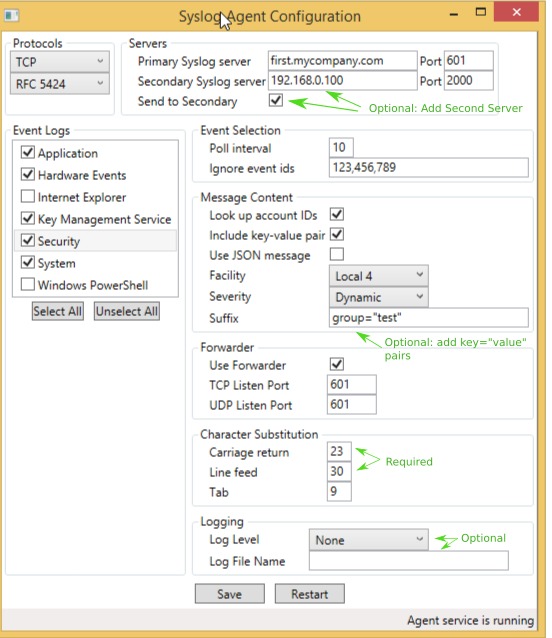 Syslog Agent Configuration
Protocols
TCP
RFC 5424
Servers
Primary Syslog server first.mycompany.com Port 601
Secondary Syslog server 192.168.0.100 Port 2000
Send to Secondary
Optional: Add Second Server
Event Logs
Application
Hardware Events
Internet Explorer
Key Management Service
Security
System
Windows PowerShell
Select All Unselect All
Event Selection
Poll interval 10
Ignore event ids 123,456,789
Message Content
Look up account IDs
Include key-value pair
Use JSON message
Facility Local 4
Severity Dynamic
Suffix group="test"
Optional: add key="value"
pairs
Forwarder
Use Forwarder
TCP Listen Port 601
UDP Listen Port 601
Character Substitution
Carriage return 23
Line feed 30
Required
Tab 9
Logging
Log Level None
Optional
Log File Name
Save Restart
Agent service is running